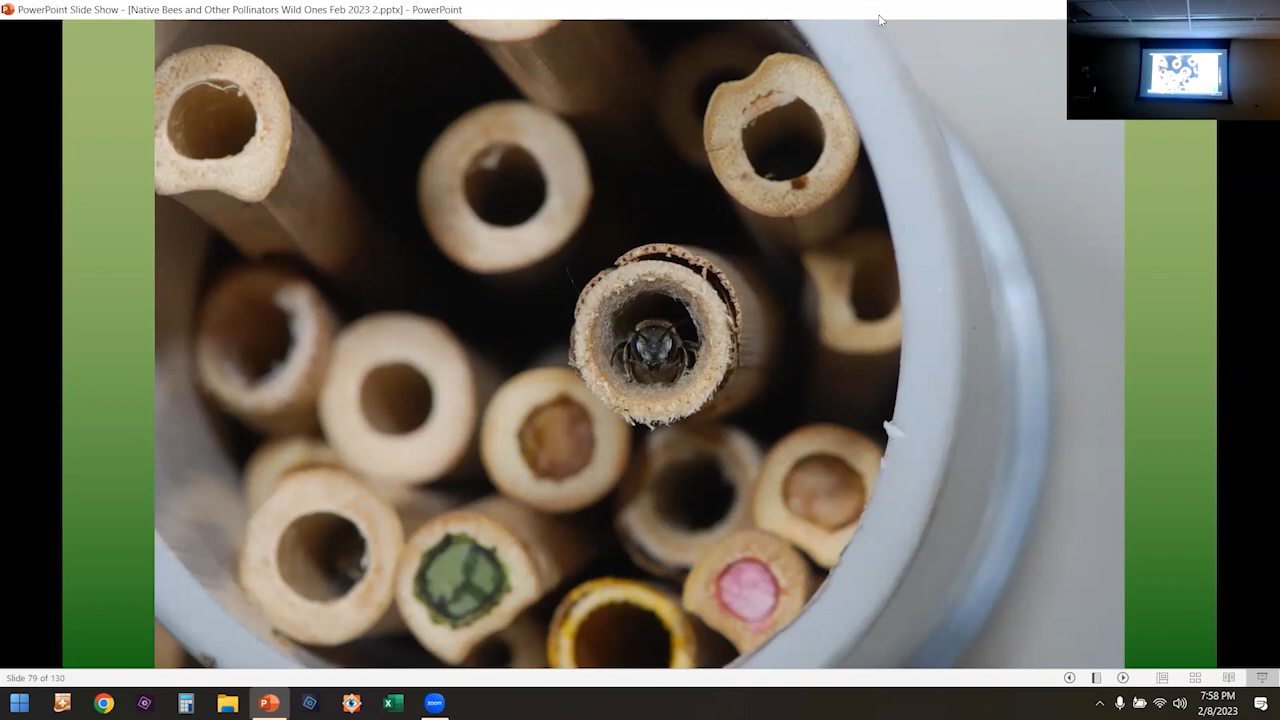 PowerPoint Slide Show - [Native Bees and Other Pollinators Wild Ones Feb 2023 2.pptx] - PowerPoint
Slide 79 of 130
zoom
7:58 PM
2/8/2023